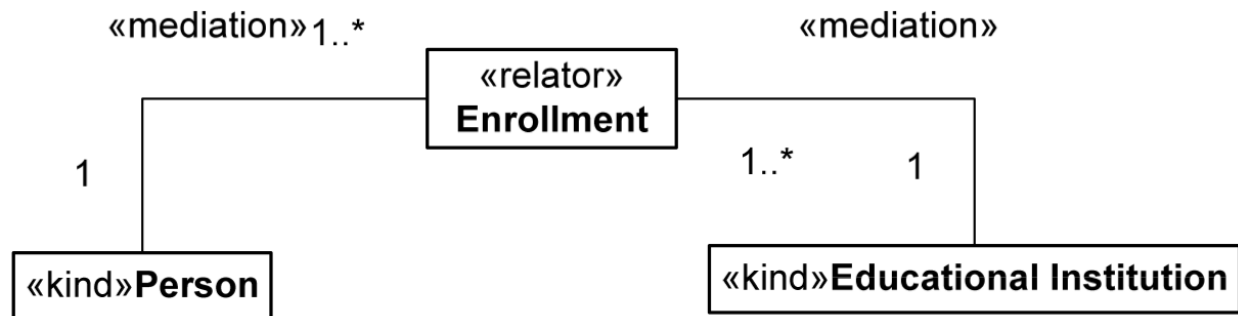 «mediation» 1..*
«mediation»
«relator»
Enrollment
1
1..*
1
«kind»Person
«kind»Educational Institution